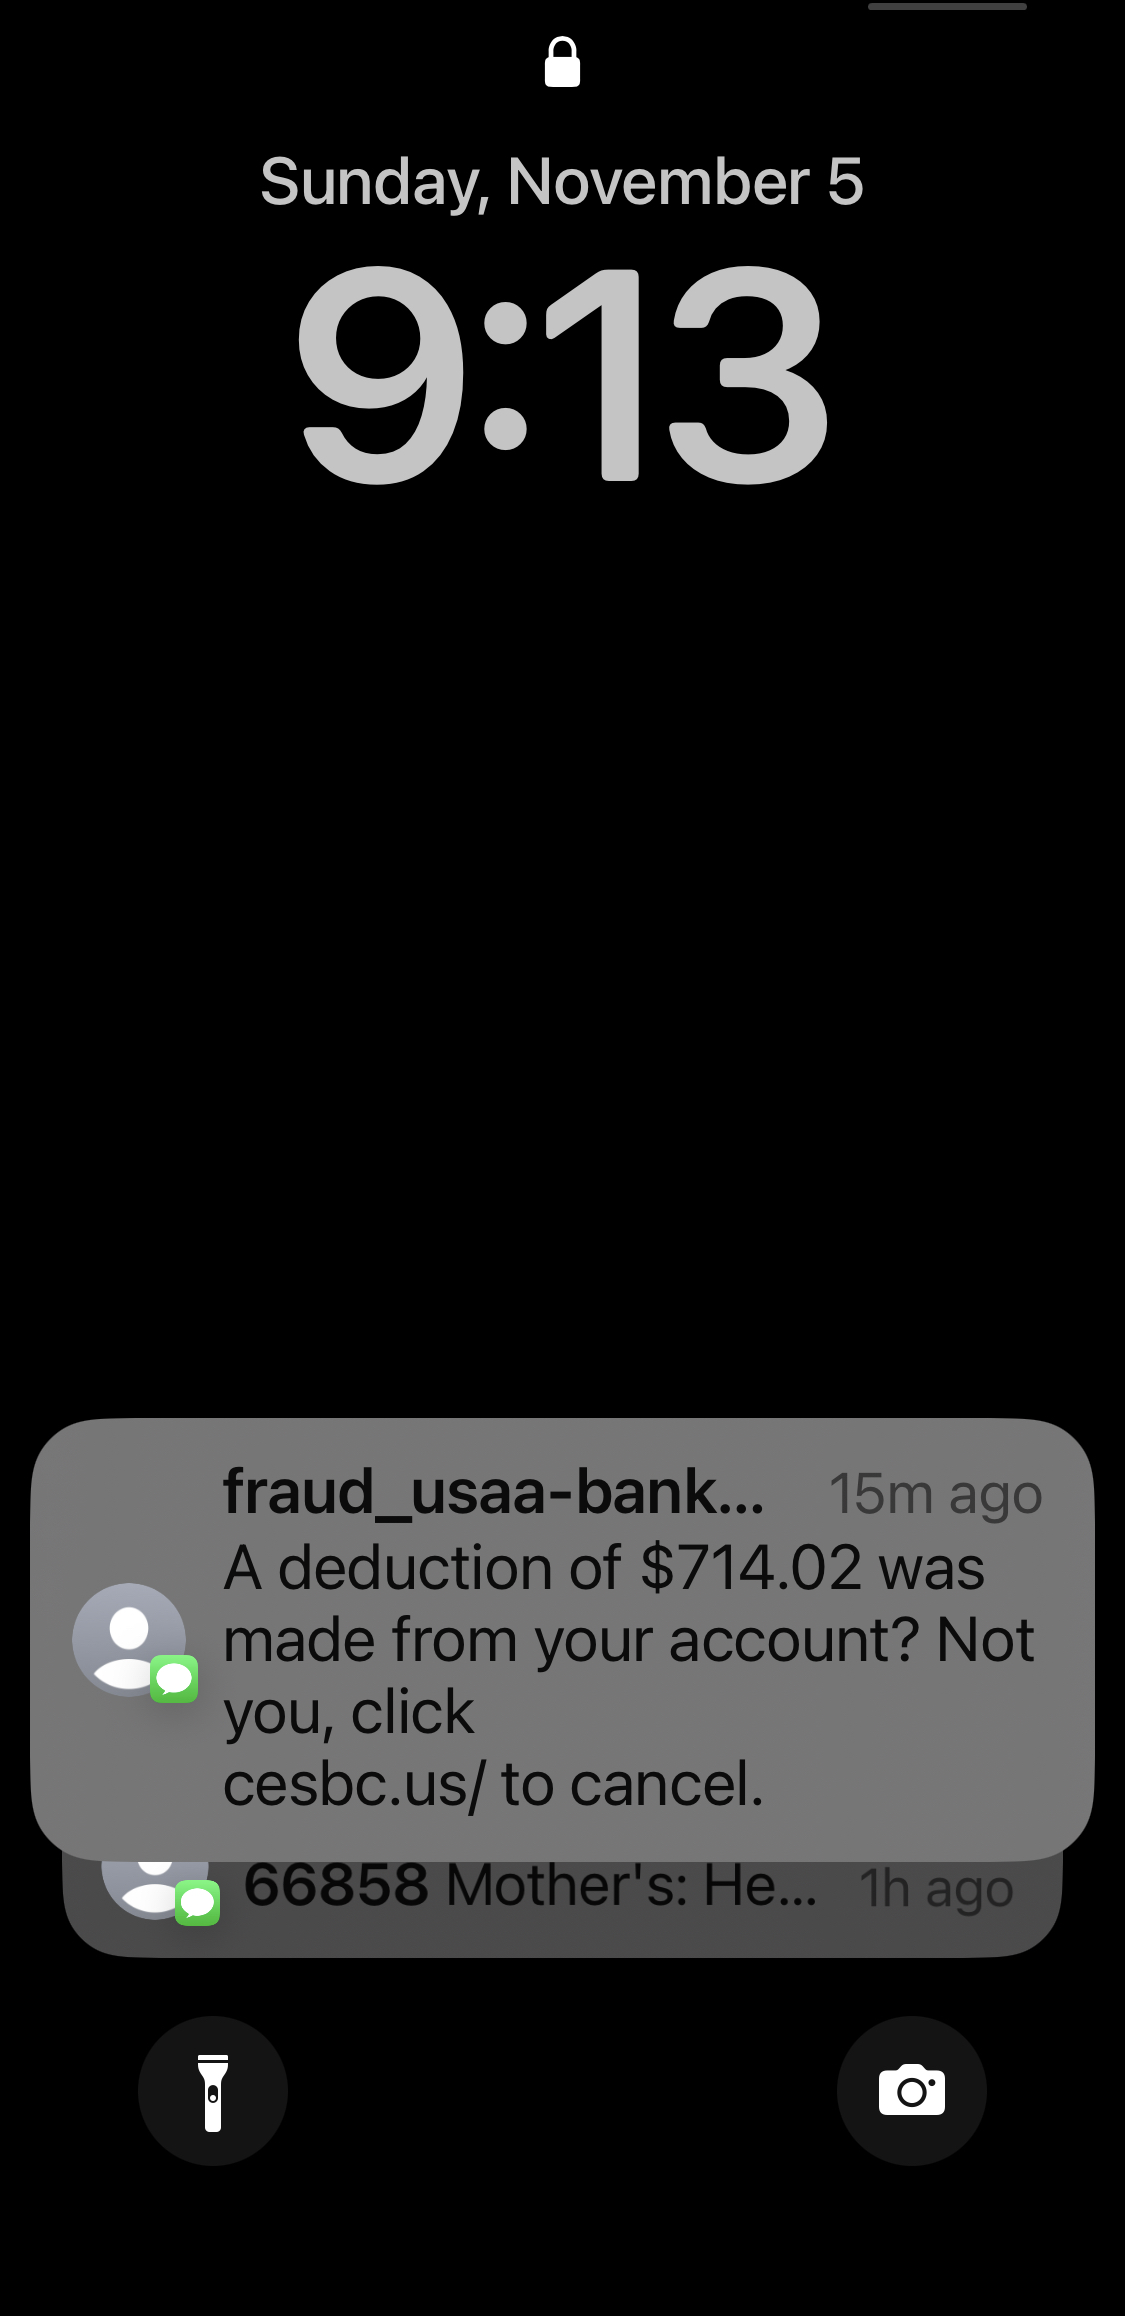 Sunday, November 5
9:13
fraud_usaa-bank... 15m ago
A deduction of $714.02 was
made from your account? Not
you, click
cesbc.us/ to cancel.
66858 Mother's: He... 1h ago